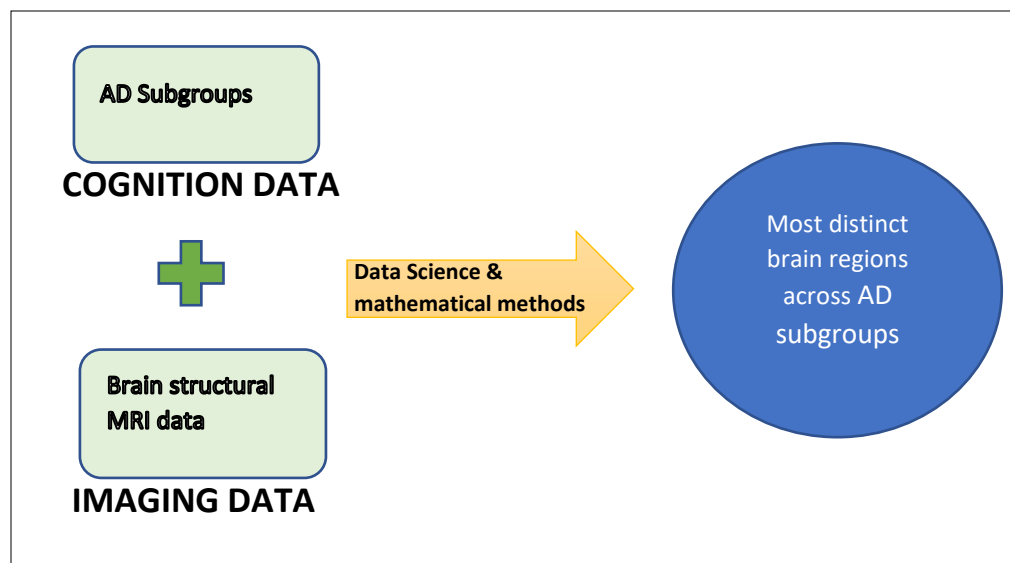 AD Subgroups
COGNITION DATA
Data Science &
mathematical methods
Brain structural
MRI data
IMAGING DATA
Most distinct
brain regions
across AD
subgroups